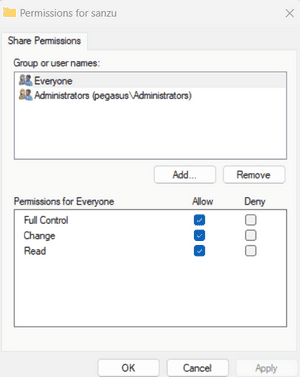 Permissions for sanzu
Share Permissions
Group or user names:
Everyone
Administrators (pegasus\Administrators)
Add... Remove
Permissions for Everyone Allow Deny
Full Control
Change
Read
OK Cancel Apply